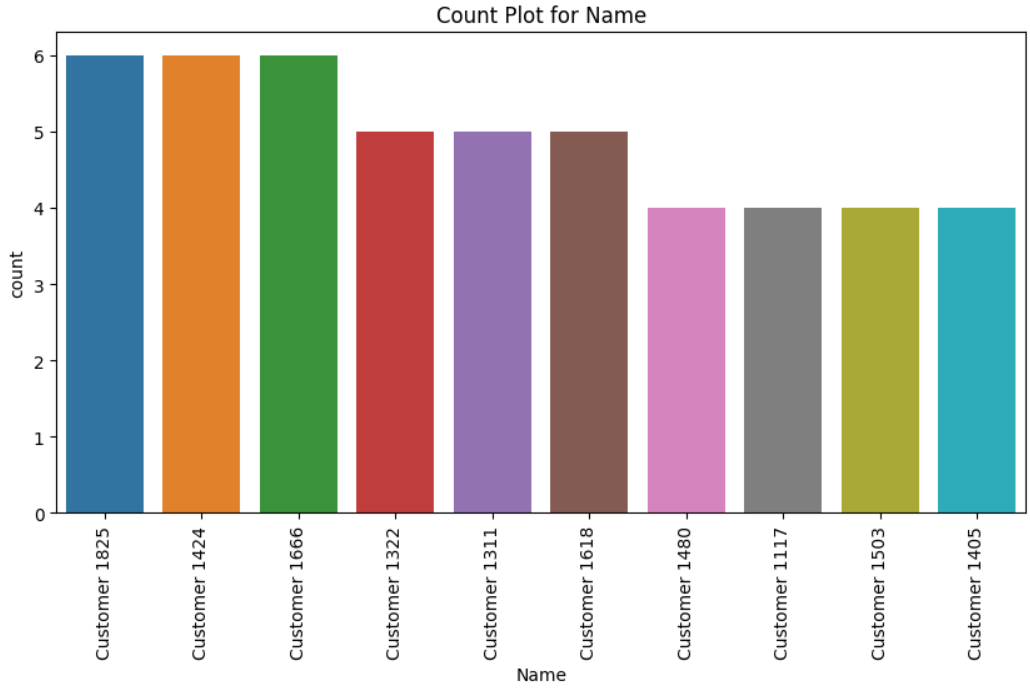 Count Plot for Name
6
5
4
3
2
1
0
count
Customer 1825
Customer 1424
Customer 1666
Customer 1322
Customer 1311
Customer 1618
Customer 1480
Customer 1117
Customer 1503
Customer 1405
Name